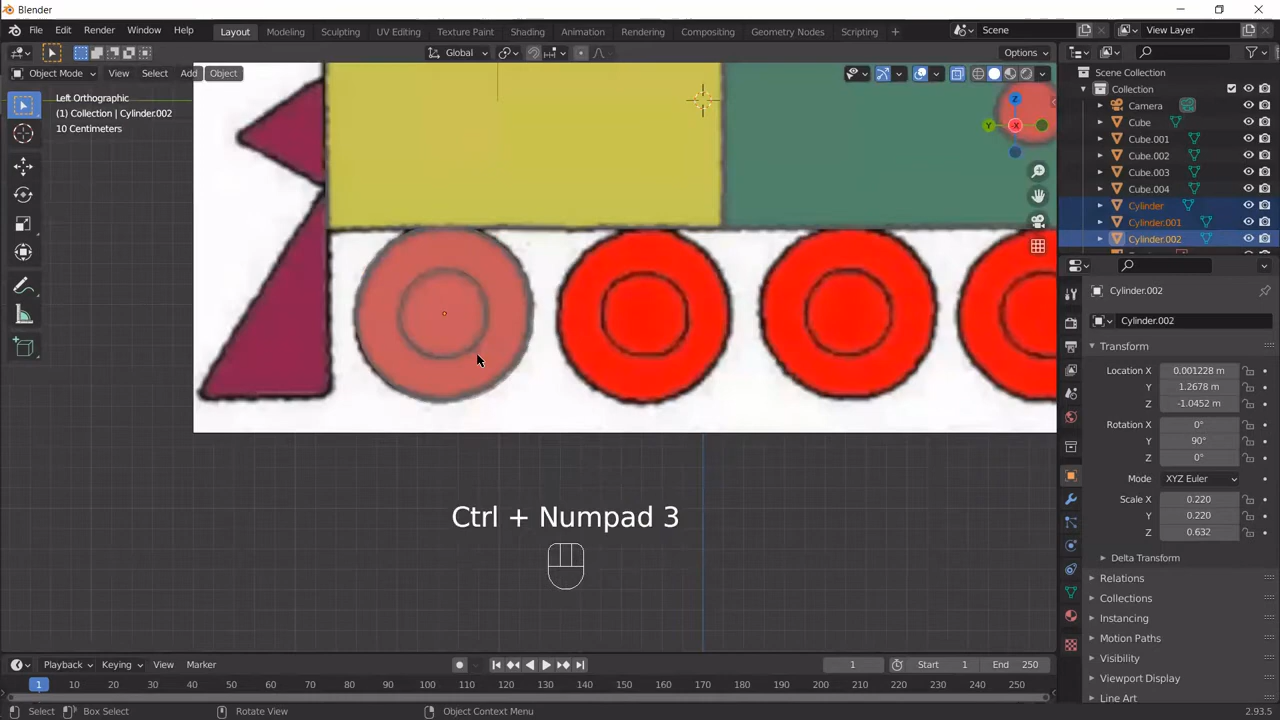 Blender
File Edit Render Window Help
Layout Modeling Sculpting UV Editing Texture Paint Shading Animation Rendering Compositing Geometry Nodes Scripting +
Scene
View Layer
Global
Options
Object Mode View Select Add Object
Left Orthographic
(1) Collection | Cylinder.002
10 Centimeters
Z
Y
X
Scene Collection
Collection
Camera
Cube
Cube.001
Cube.002
Cube.003
Cube.004
Cylinder
Cylinder.001
Cylinder.002
Cylinder.002
Cylinder.002
Transform
Location X 0.001228 m
Y 1.2678 m
Z -1.0452 m
Rotation X 0°
Y 90°
Z 0°
Mode XYZ Euler
Scale X 0.220
Y 0.220
Z 0.632
Delta Transform
Relations
Collections
Instancing
Motion Paths
Visibility
Viewport Display
Line Art
Ctrl + Numpad 3
Playback Keying View Marker
1 Start 1 End 250
1 10 20 30 40 50 60 70 80 90 100 110 120 130 140 150 160 170 180 190 200 210 220 230 240 250
Select Box Select Rotate View Object Context Menu 2.93.5